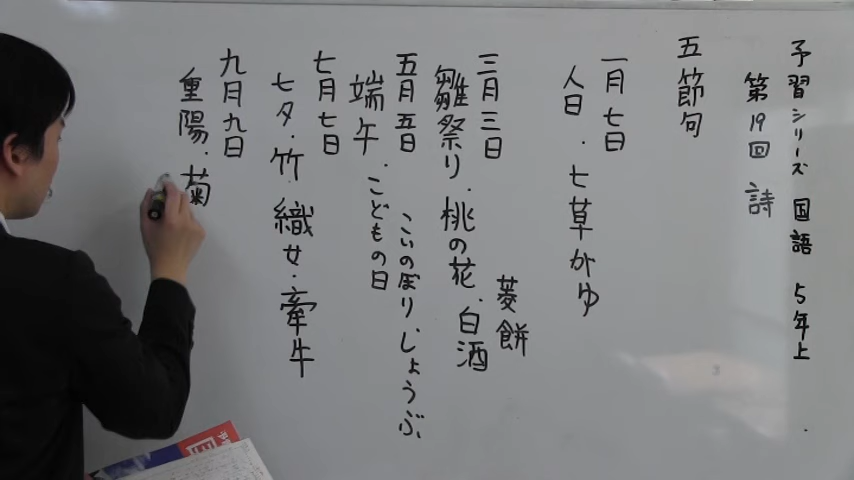 予習シリーズ 国語 5年上
第19回 詩
五節句
一月七日
人日・七草がゆ
三月三日
菱餅
雛祭り・桃の花・白酒
五月五日 こいのぼり、しょうぶ
端午・こどもの日
七月七日
七夕・竹・織女・牽牛
九月九日
重陽・菊